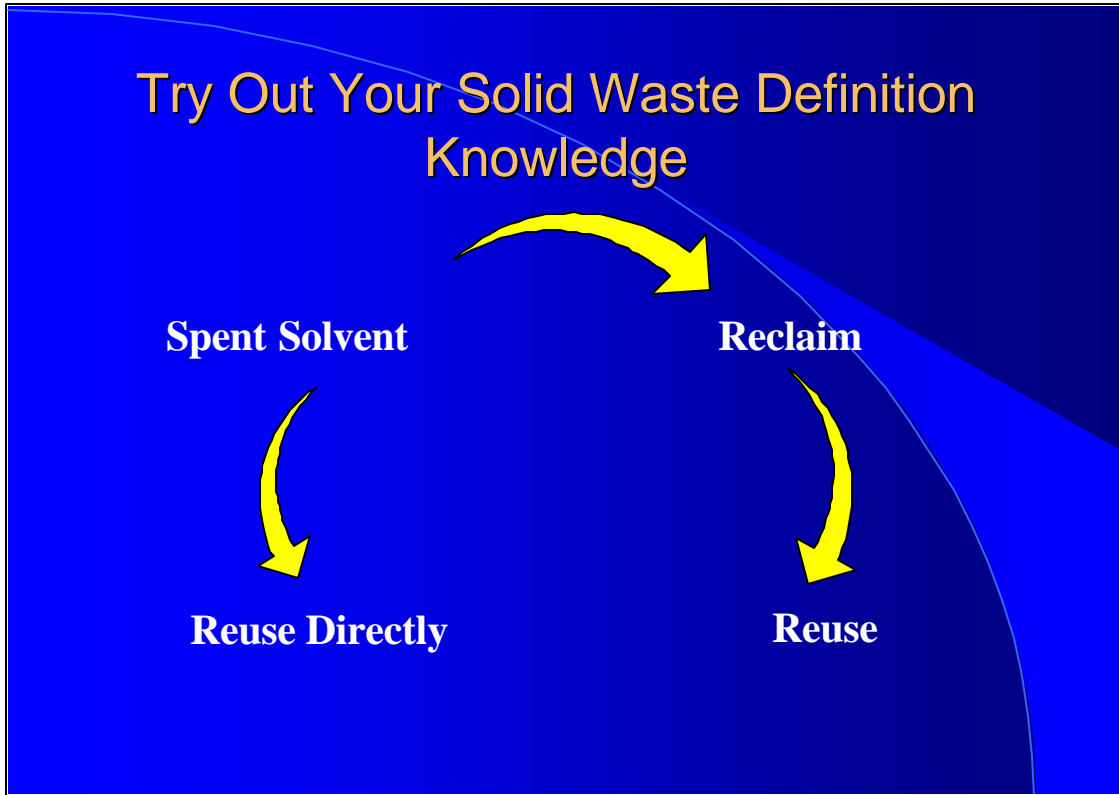 Try Out Your Solid Waste Definition
Knowledge
Spent Solvent
Reclaim
Reuse Directly
Reuse